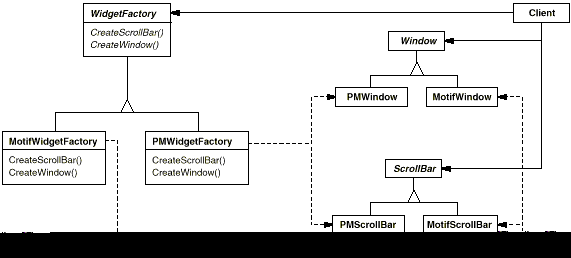 WidgetFactory
CreateScrollBar()
CreateWindow()
Client
Window
PMWindow
MotifWindow
MotifWidgetFactory
CreateScrollBar()
CreateWindow()
PMWidgetFactory
CreateScrollBar()
CreateWindow()
ScrollBar
PMScrollBar
MotifScrollBar